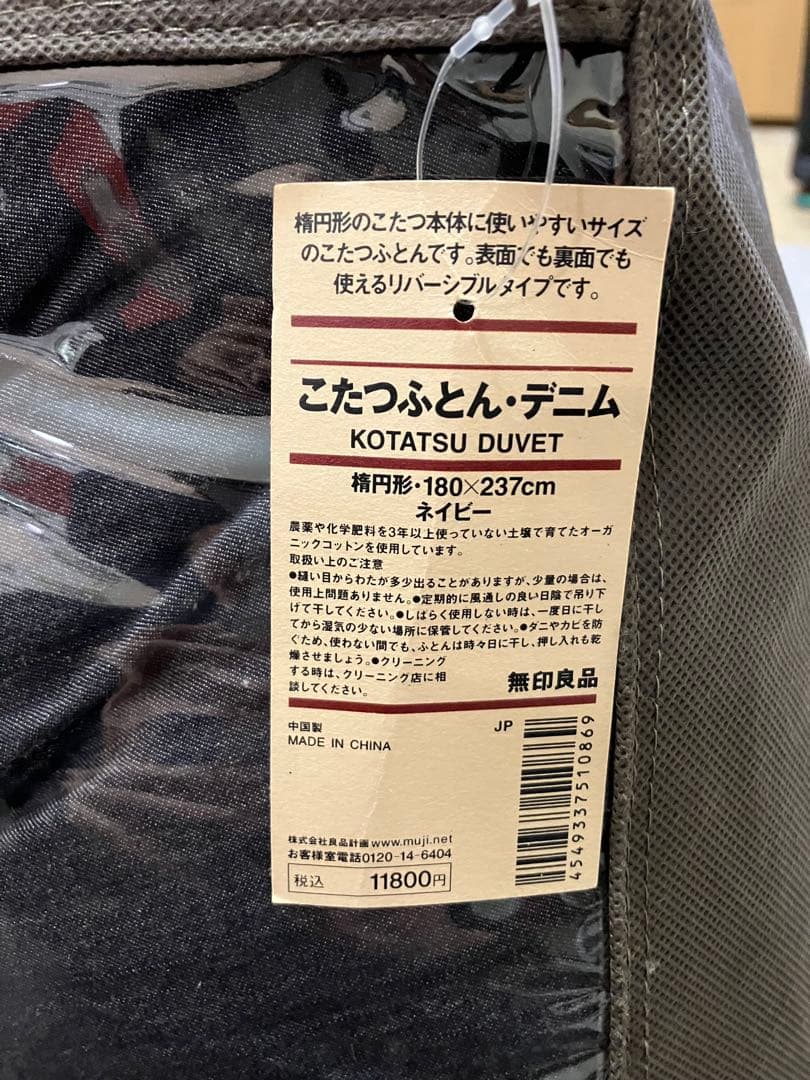 楕円形のこたつ本体に使いやすいサイズ
のこたつふとんです。表面でも裏面でも
使えるリバーシブルタイプです。
こたつふとん・デニム
KOTATSU DUVET
楕円形・180×237cm
ネイビー
農薬や化学肥料を3年以上使っていない土壌で育てたオーガ
ニックコットンを使用しています。
取扱い上のご注意
●縫い目からわたが多少出ることがありますが、少量の場合は、
使用上問題ありません。●定期的に風通しの良い日陰で吊り下
げて干してください。●しばらく使用しない時は、一度日に干し
てから湿気の少ない場所に保管してください。●ダニやカビを防
ぐため、使わない間でも、ふとんは時々日に干し、押し入れも乾
燥させましょう。●クリーニング
する時は、クリーニング店に相
談してください。
無印良品
中国製
MADE IN CHINA
JP
4549337510869
株式会社良品計画 www.muji.net
お客様室電話0120-14-6404
税込 11800円